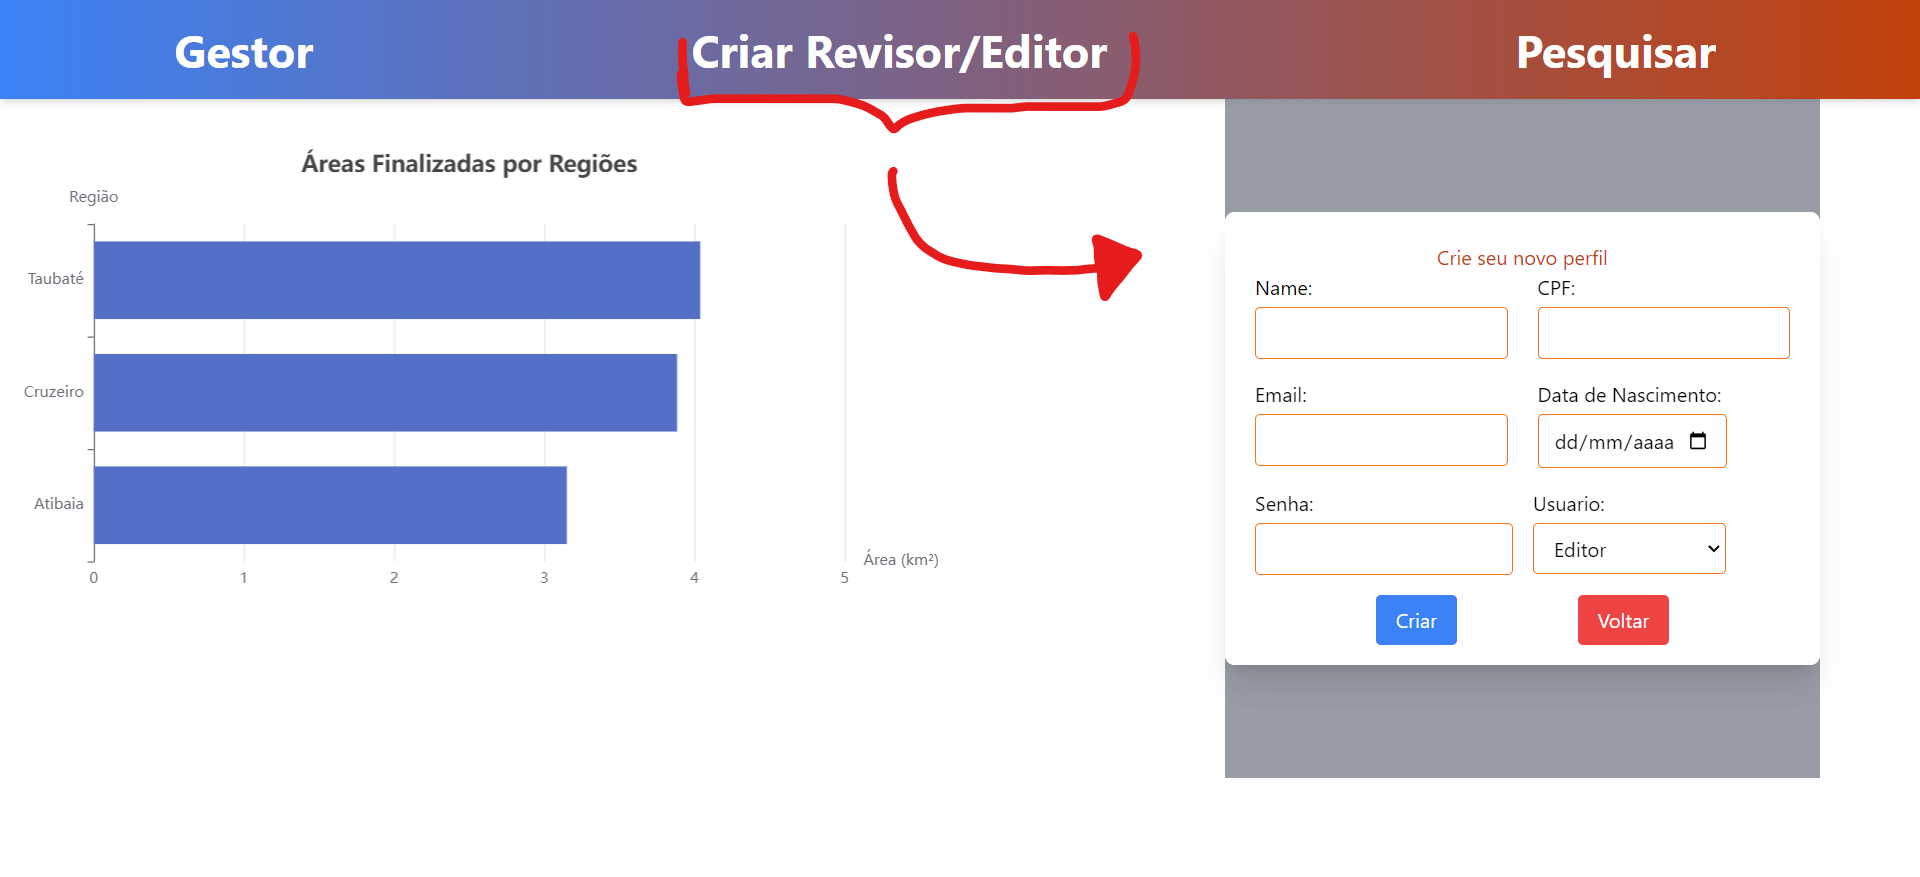 Gestor
Criar Revisor/Editor
Pesquisar
Áreas Finalizadas por Regiões
Região
Taubaté
Cruzeiro
Atibaia
0 1 2 3 4 5
Área (km²)
Crie seu novo perfil
Name: CPF:
Email: Data de Nascimento:
dd/mm/aaaa
Senha: Usuario:
Editor
Criar Voltar